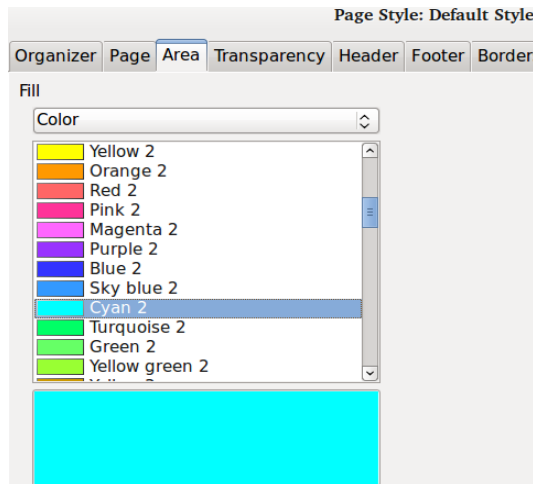 Page Style: Default Style
Organizer Page Area Transparency Header Footer Border
Fill
Color
Yellow 2
Orange 2
Red 2
Pink 2
Magenta 2
Purple 2
Blue 2
Sky blue 2
Cyan 2
Turquoise 2
Green 2
Yellow green 2